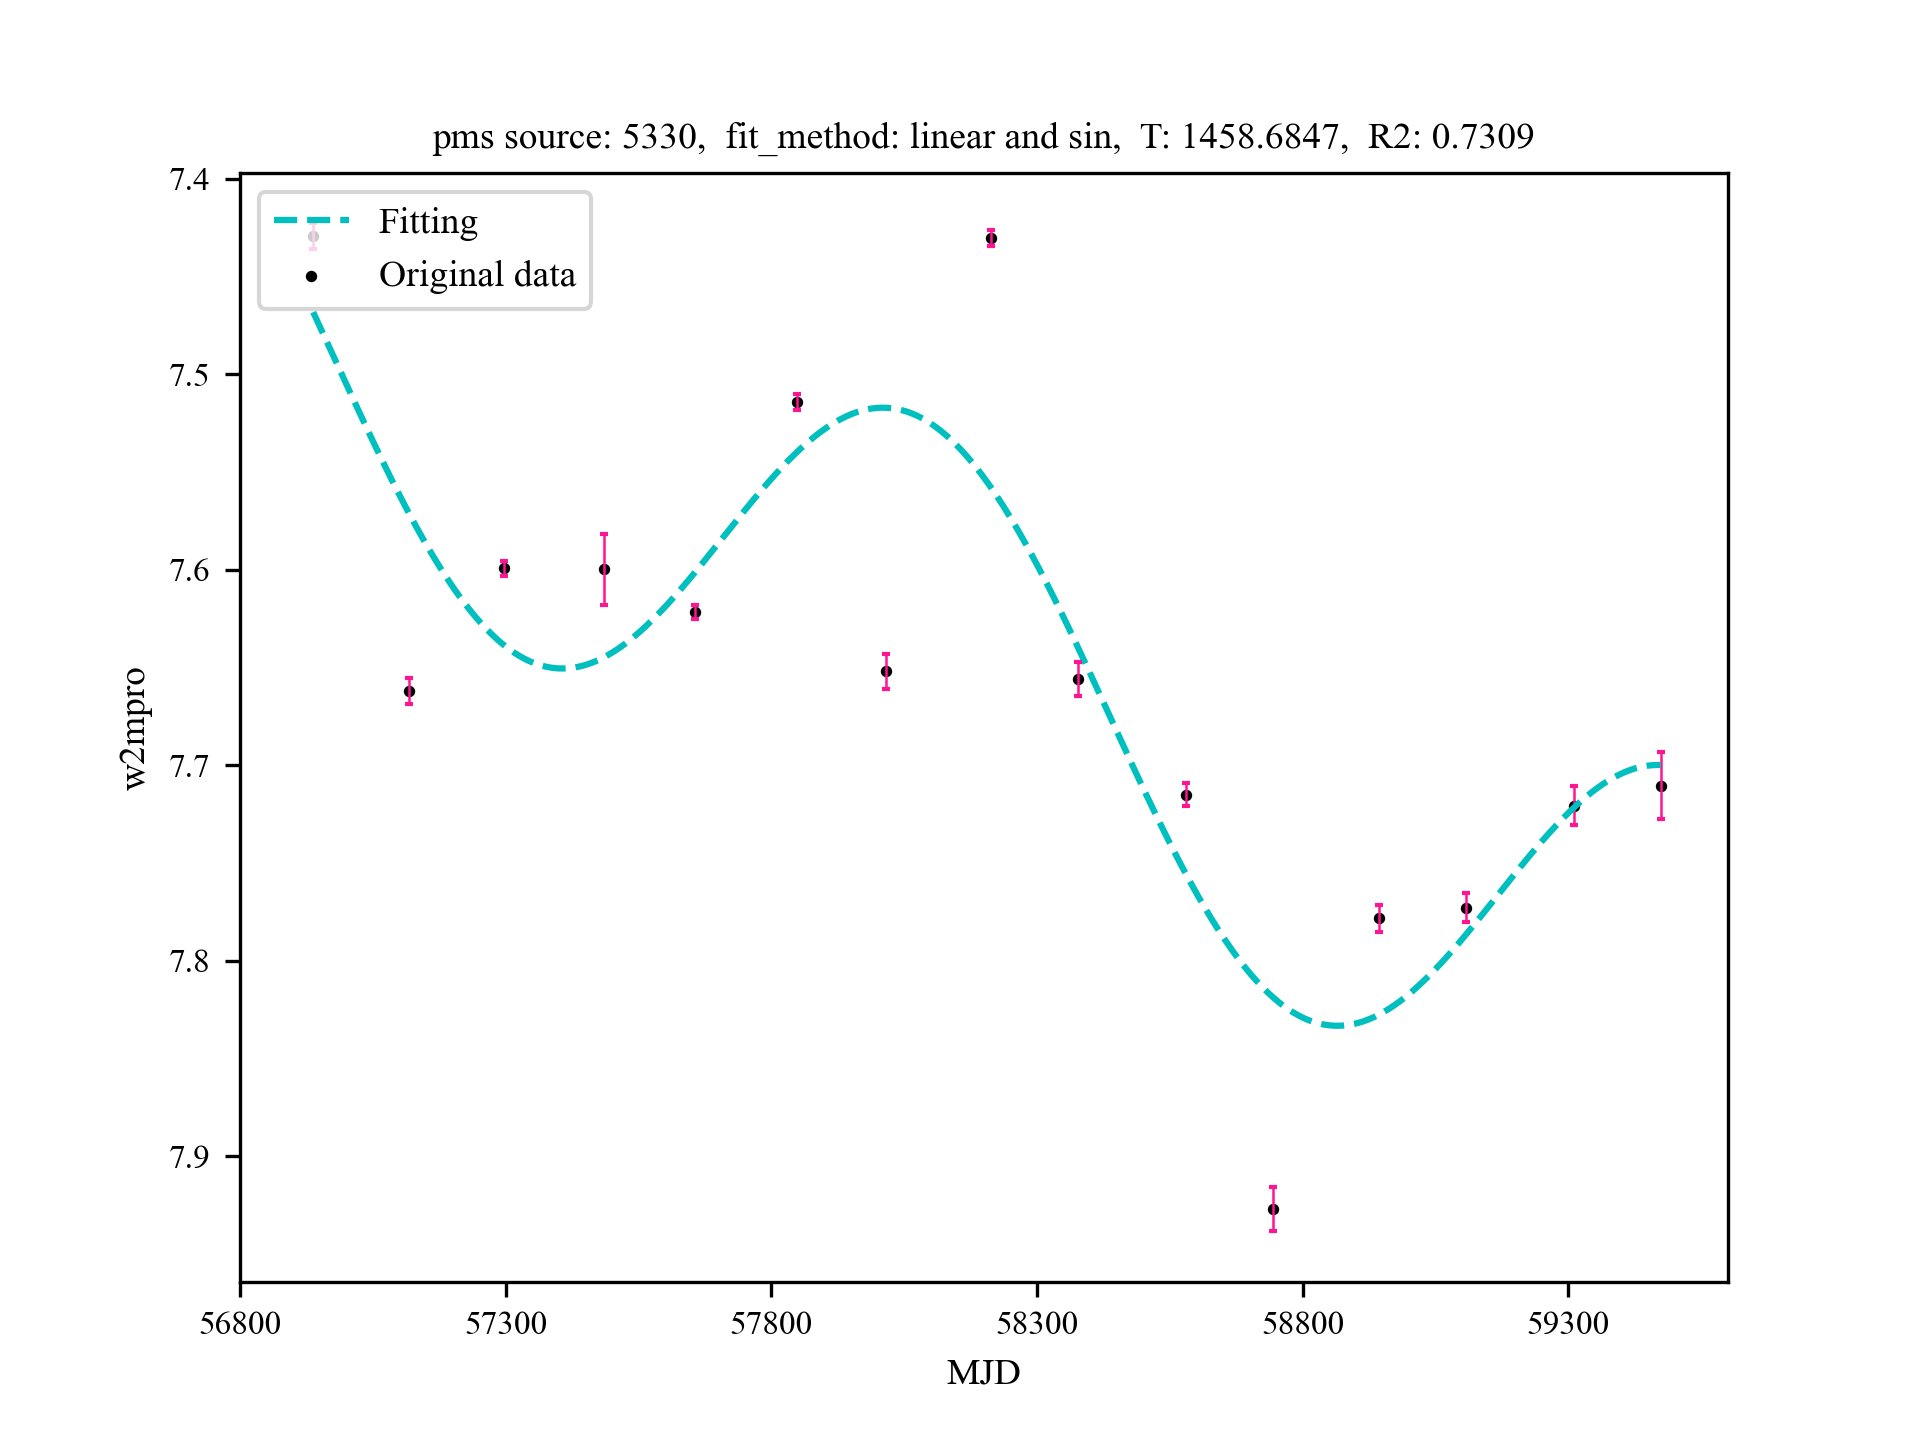 pms source: 5330,  fit_method: linear and sin,  T: 1458.6847,  R2: 0.7309
Fitting
Original data
7.4
7.5
7.6
7.7
7.8
7.9
w2mpro
56800
57300
57800
58300
58800
59300
MJD